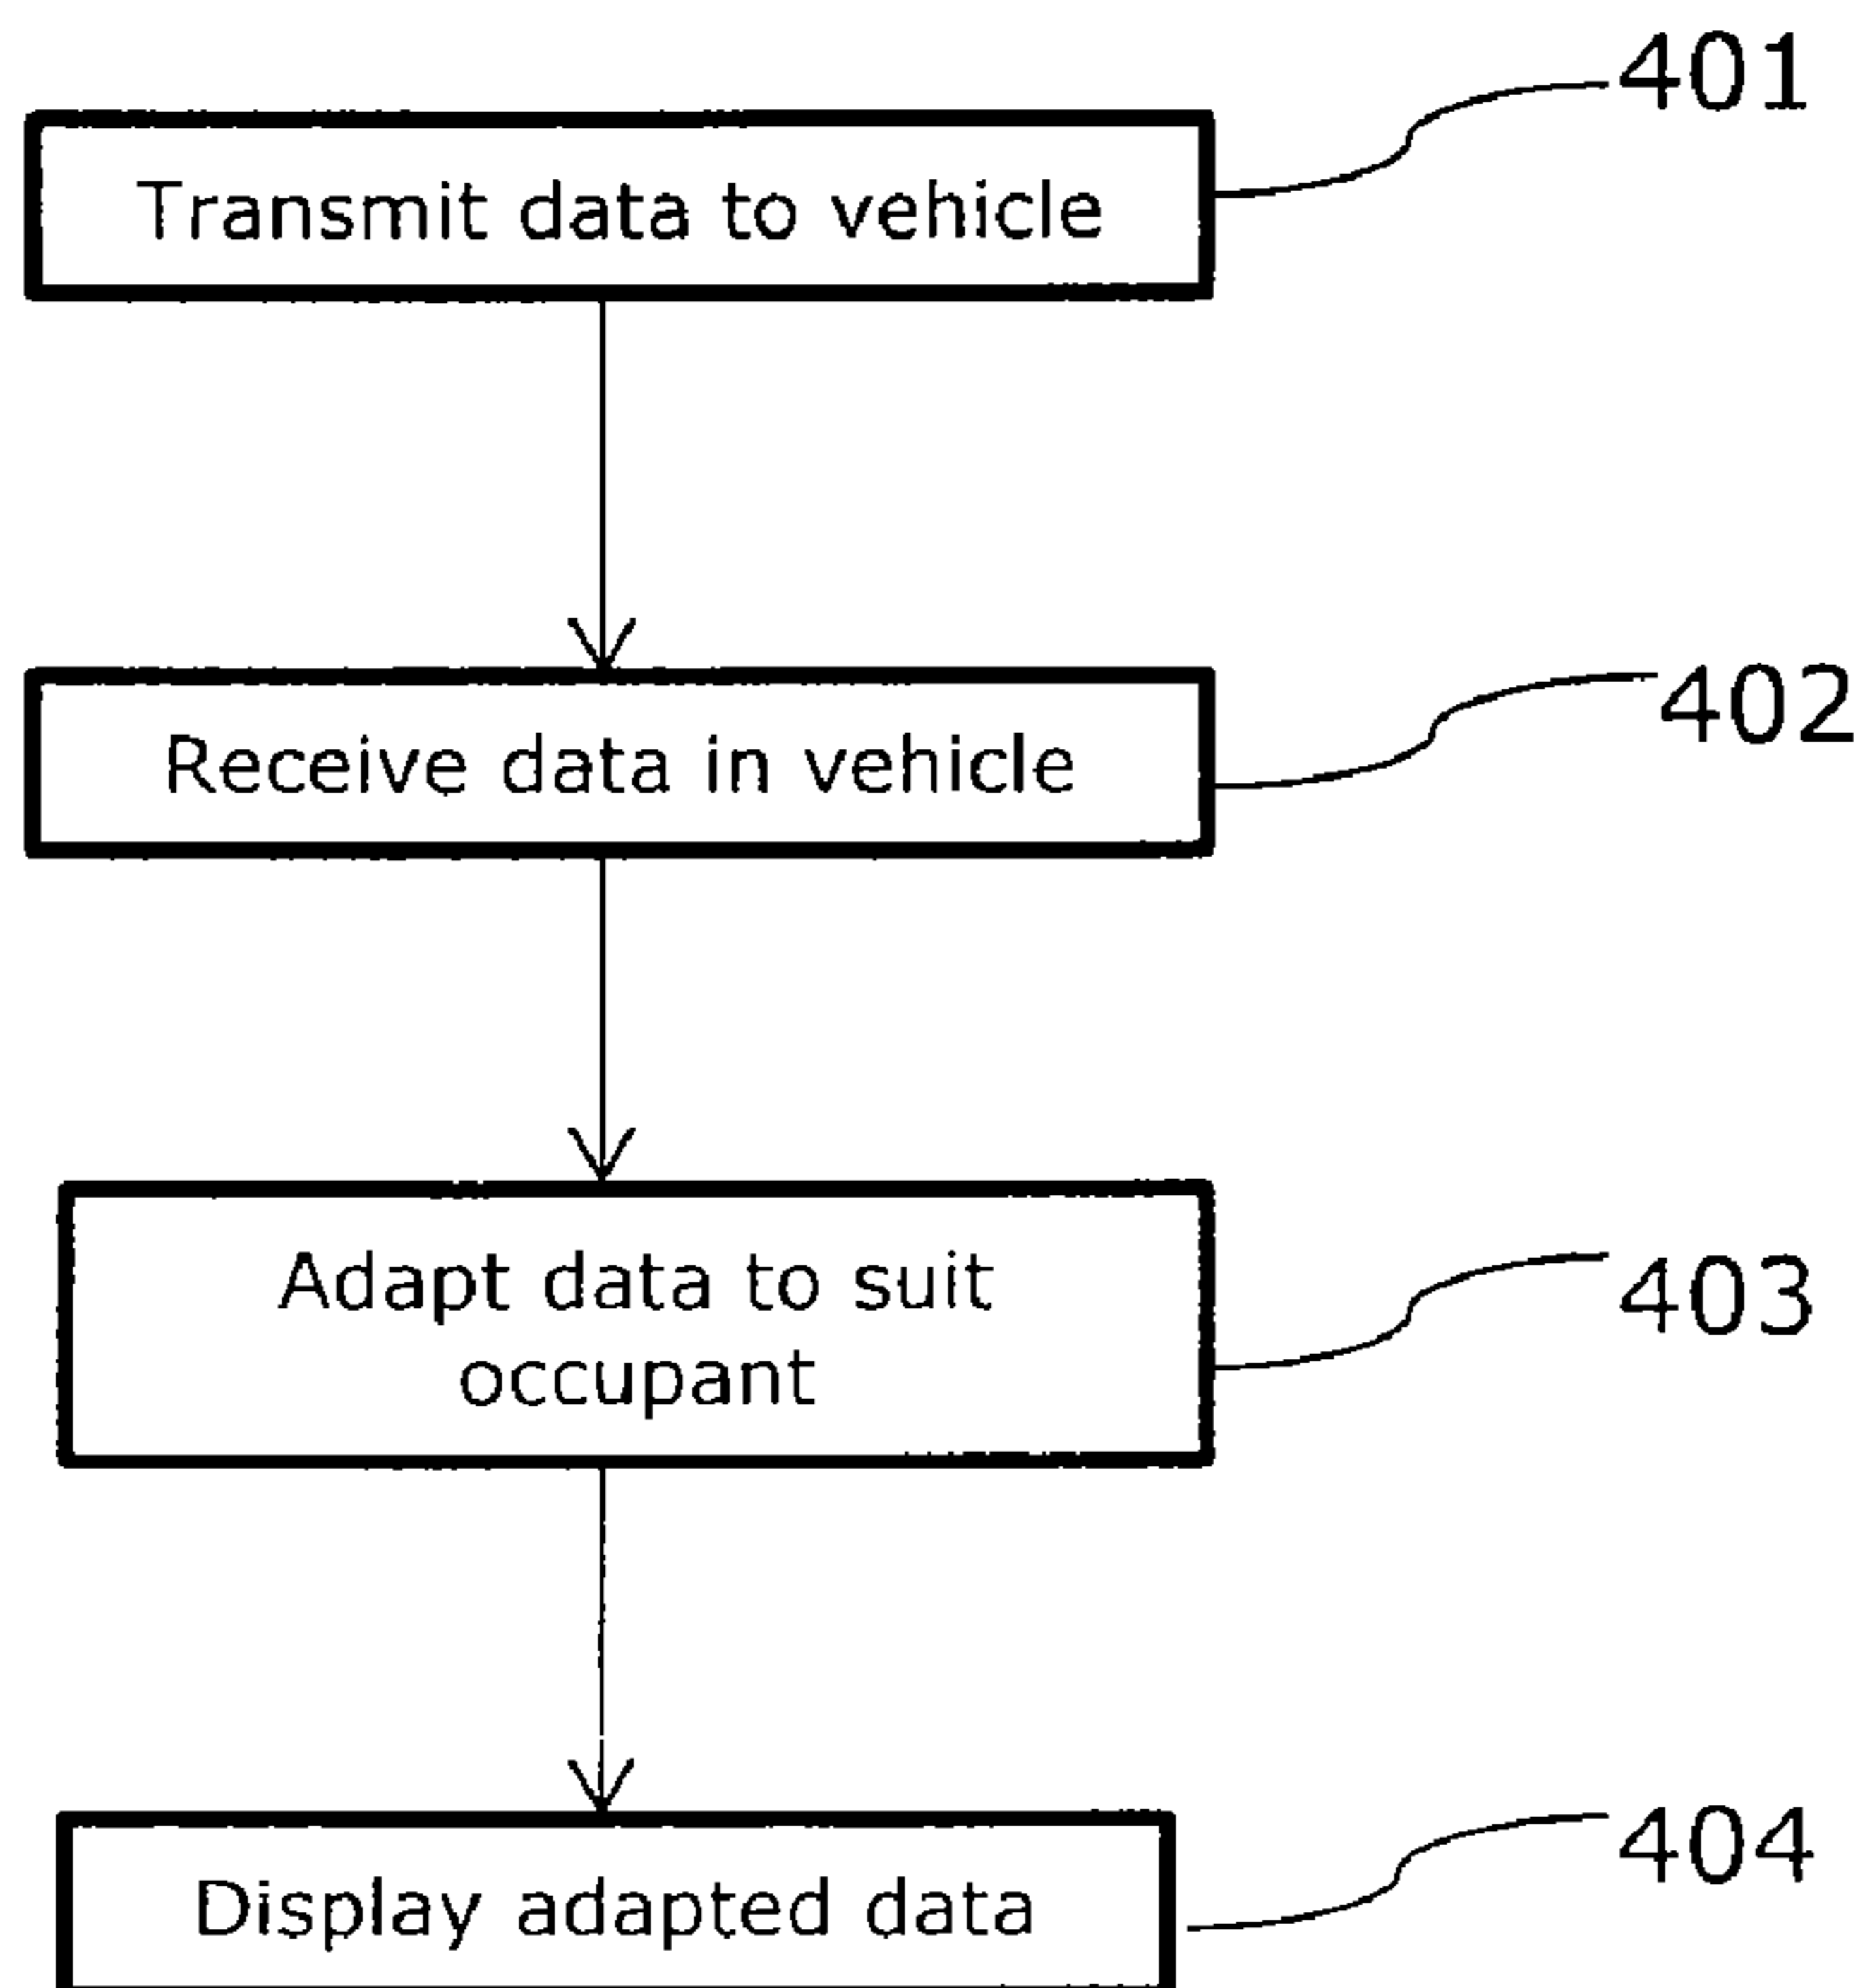 401
Transmit data to vehicle
402
Receive data in vehicle
403
Adapt data to suit
occupant
404
Display adapted data